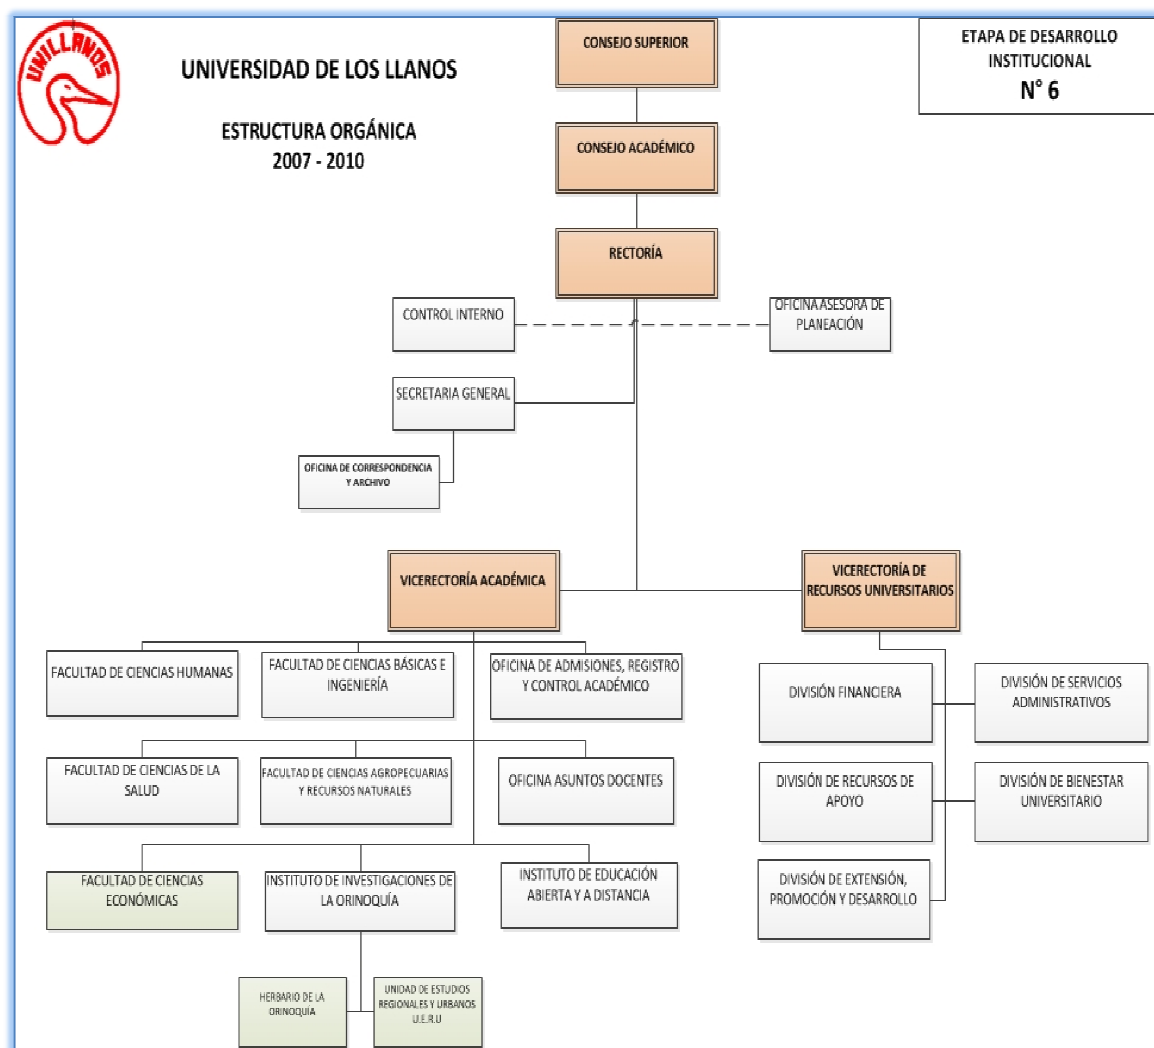 UNILLANOS
UNIVERSIDAD DE LOS LLANOS
ESTRUCTURA ORGÁNICA
2007 - 2010
CONSEJO SUPERIOR
ETAPA DE DESARROLLO
INSTITUCIONAL
N° 6
CONSEJO ACADÉMICO
RECTORÍA
CONTROL INTERNO
OFICINA ASESORA DE
PLANEACIÓN
SECRETARIA GENERAL
OFICINA DE CORRESPONDENCIA
Y ARCHIVO
VICERECTORÍA ACADÉMICA
VICERECTORÍA DE
RECURSOS UNIVERSITARIOS
FACULTAD DE CIENCIAS HUMANAS
FACULTAD DE CIENCIAS BÁSICAS E
INGENIERÍA
OFICINA DE ADMISIONES, REGISTRO
Y CONTROL ACADÉMICO
DIVISIÓN FINANCIERA
DIVISIÓN DE SERVICIOS
ADMINISTRATIVOS
FACULTAD DE CIENCIAS DE LA
SALUD
FACULTAD DE CIENCIAS AGROPECUARIAS
Y RECURSOS NATURALES
OFICINA ASUNTOS DOCENTES
DIVISIÓN DE RECURSOS DE
APOYO
DIVISIÓN DE BIENESTAR
UNIVERSITARIO
FACULTAD DE CIENCIAS
ECONÓMICAS
INSTITUTO DE INVESTIGACIONES DE
LA ORINOQUÍA
INSTITUTO DE EDUCACIÓN
ABIERTA Y A DISTANCIA
DIVISIÓN DE EXTENSIÓN,
PROMOCIÓN Y DESARROLLO
HERBARIO DE LA
ORINOQUÍA
UNIDAD DE ESTUDIOS
REGIONALES Y URBANOS
U.E.R.U